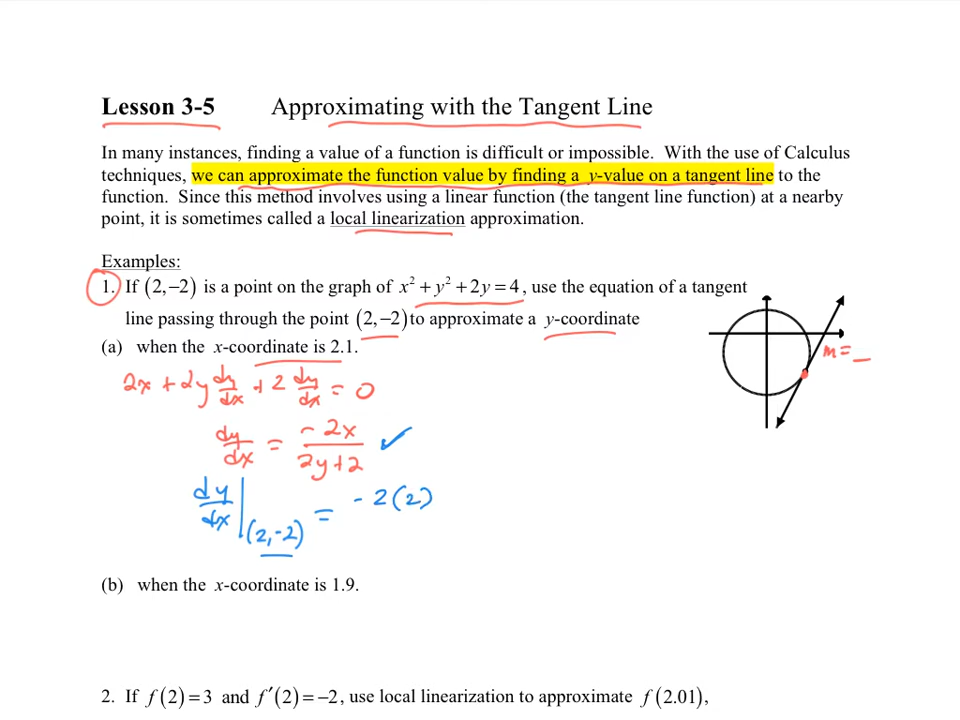 Lesson 3-5 Approximating with the Tangent Line
In many instances, finding a value of a function is difficult or impossible. With the use of Calculus
techniques, we can approximate the function value by finding a y-value on a tangent line to the
function. Since this method involves using a linear function (the tangent line function) at a nearby
point, it is sometimes called a local linearization approximation.
Examples:
1. If (2,−2) is a point on the graph of x² + y² + 2y = 4, use the equation of a tangent
line passing through the point (2,−2) to approximate a y-coordinate
(a) when the x-coordinate is 2.1.
m = _
2x + 2y dy/dx + 2 dy/dx = 0
dy/dx = -2x/2y+2 ✓
dy/dx |(2,-2) = -2(2)
(b) when the x-coordinate is 1.9.
2. If f(2) = 3 and f′(2) = −2, use local linearization to approximate f(2.01),